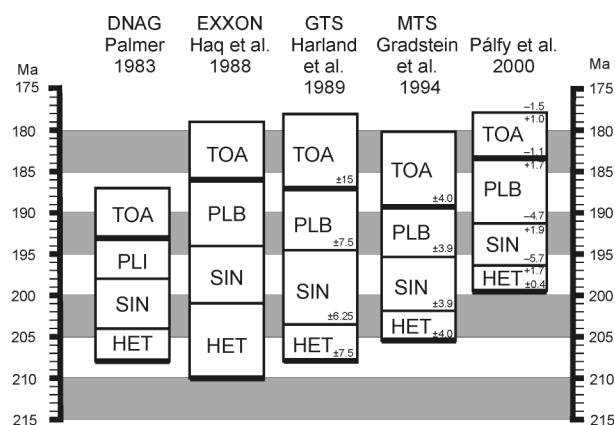 DNAG
Palmer
1983
EXXON
Haq et al.
1988
GTS
Harland
et al.
1989
MTS
Gradstein
et al.
1994
Pálfy et al.
2000
Ma
175
180
185
190
195
200
205
210
215
TOA
PLI
SIN
HET
TOA
PLB
SIN
HET
TOA
±15
PLB
±7.5
SIN
±6.25
HET
±7.5
TOA
±4.0
PLB
±3.9
SIN
±3.9
HET
±4.0
–1.5
+1.0
TOA
–1.1
+1.7
PLB
–4.7
+1.9
SIN
–5.7
+1.7
HET
±0.4
Ma
175
180
185
190
195
200
205
210
215